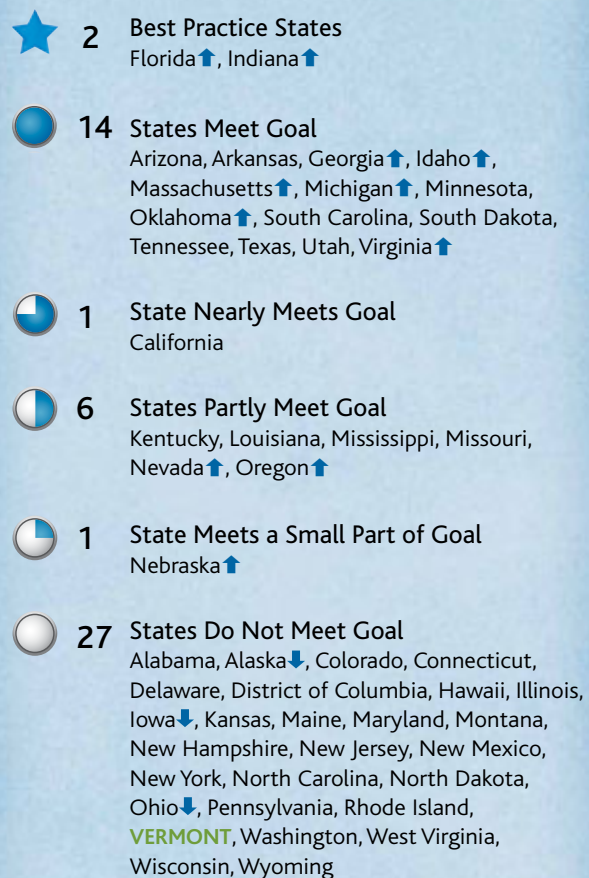 2 Best Practice States
Florida⬆, Indiana⬆
14 States Meet Goal
Arizona, Arkansas, Georgia⬆, Idaho⬆,
Massachusetts⬆, Michigan⬆, Minnesota,
Oklahoma⬆, South Carolina, South Dakota,
Tennessee, Texas, Utah, Virginia⬆
1 State Nearly Meets Goal
California
6 States Partly Meet Goal
Kentucky, Louisiana, Mississippi, Missouri,
Nevada⬆, Oregon⬆
1 State Meets a Small Part of Goal
Nebraska⬆
27 States Do Not Meet Goal
Alabama, Alaska⬇, Colorado, Connecticut,
Delaware, District of Columbia, Hawaii, Illinois,
Iowa⬇, Kansas, Maine, Maryland, Montana,
New Hampshire, New Jersey, New Mexico,
New York, North Carolina, North Dakota,
Ohio⬇, Pennsylvania, Rhode Island,
VERMONT, Washington, West Virginia,
Wisconsin, Wyoming